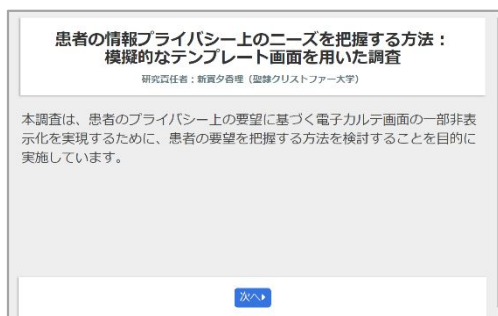 患者の情報プライバシー上のニーズを把握する方法：
模擬的なテンプレート画面を用いた調査
研究責任者：新實夕香理（聖隷クリストファー大学）
本調査は、患者のプライバシー上の要望に基づく電子カルテ画面の一部非表
示化を実現するために、患者の要望を把握する方法を検討することを目的に
実施しています。
次へ